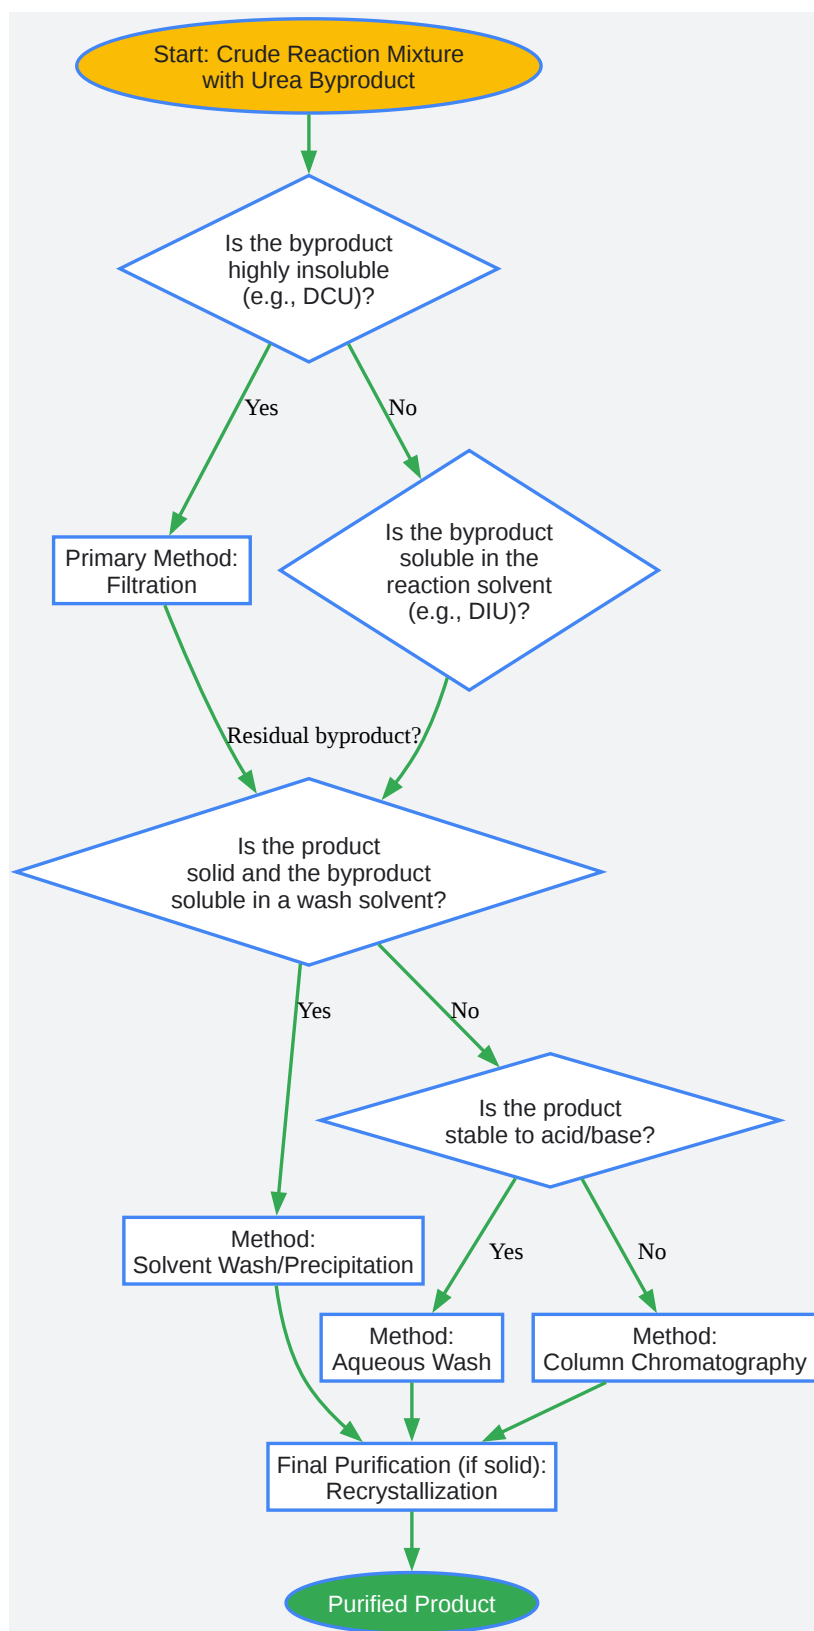 Start: Crude Reaction Mixture
with Urea Byproduct
Is the byproduct
highly insoluble
(e.g., DCU)?
Yes
No
Primary Method:
Filtration
Is the byproduct
soluble in the
reaction solvent
(e.g., DIU)?
Residual byproduct?
Is the product
solid and the byproduct
soluble in a wash solvent?
Yes
No
Is the product
stable to acid/base?
Method:
Solvent Wash/Precipitation
Yes
No
Method:
Aqueous Wash
Method:
Column Chromatography
Final Purification (if solid):
Recrystallization
Purified Product